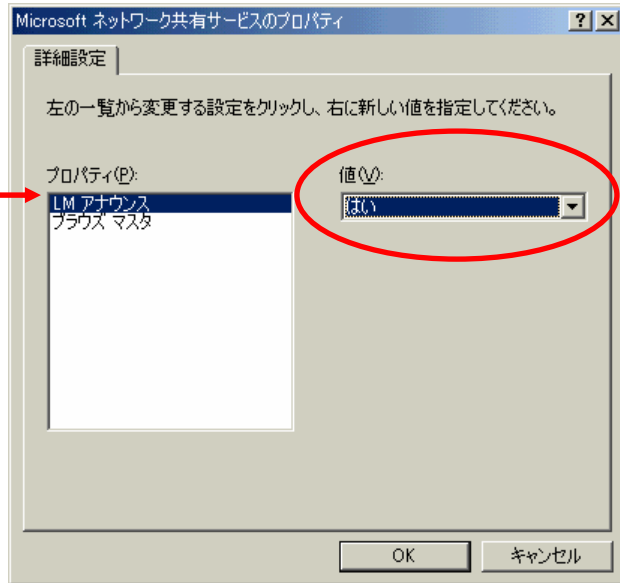 Microsoft ネットワーク共有サービスのプロパティ
詳細設定
左の一覧から変更する設定をクリックし、右に新しい値を指定してください。
プロパティ(P):
値(V):
LM アナウンス
ブラウズ マスタ
はい
OK
キャンセル